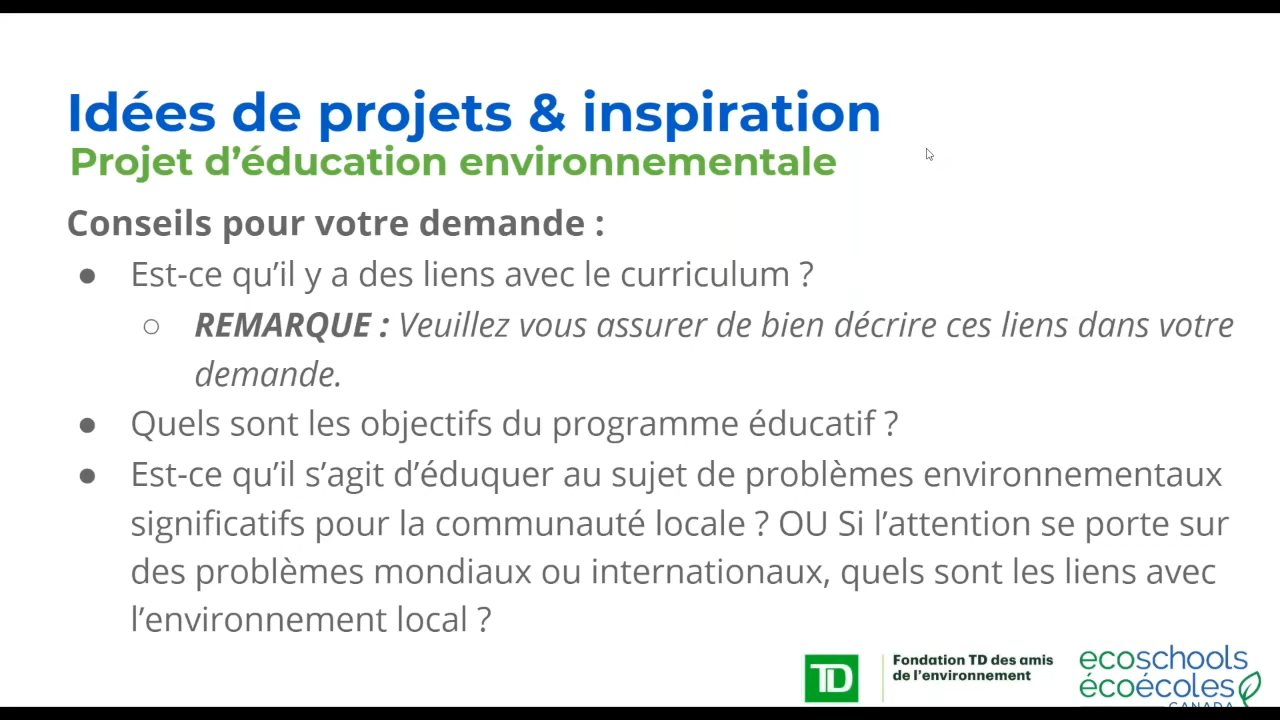 Idées de projets & inspiration
Projet d’éducation environnementale
Conseils pour votre demande :
● Est-ce qu’il y a des liens avec le curriculum ?
○ REMARQUE : Veuillez vous assurer de bien décrire ces liens dans votre
demande.
● Quels sont les objectifs du programme éducatif ?
● Est-ce qu’il s’agit d’éduquer au sujet de problèmes environnementaux
significatifs pour la communauté locale ? OU Si l’attention se porte sur
des problèmes mondiaux ou internationaux, quels sont les liens avec
l’environnement local ?
TD
Fondation TD des amis
de l’environnement
ecoschools
écoécoles
CANADA